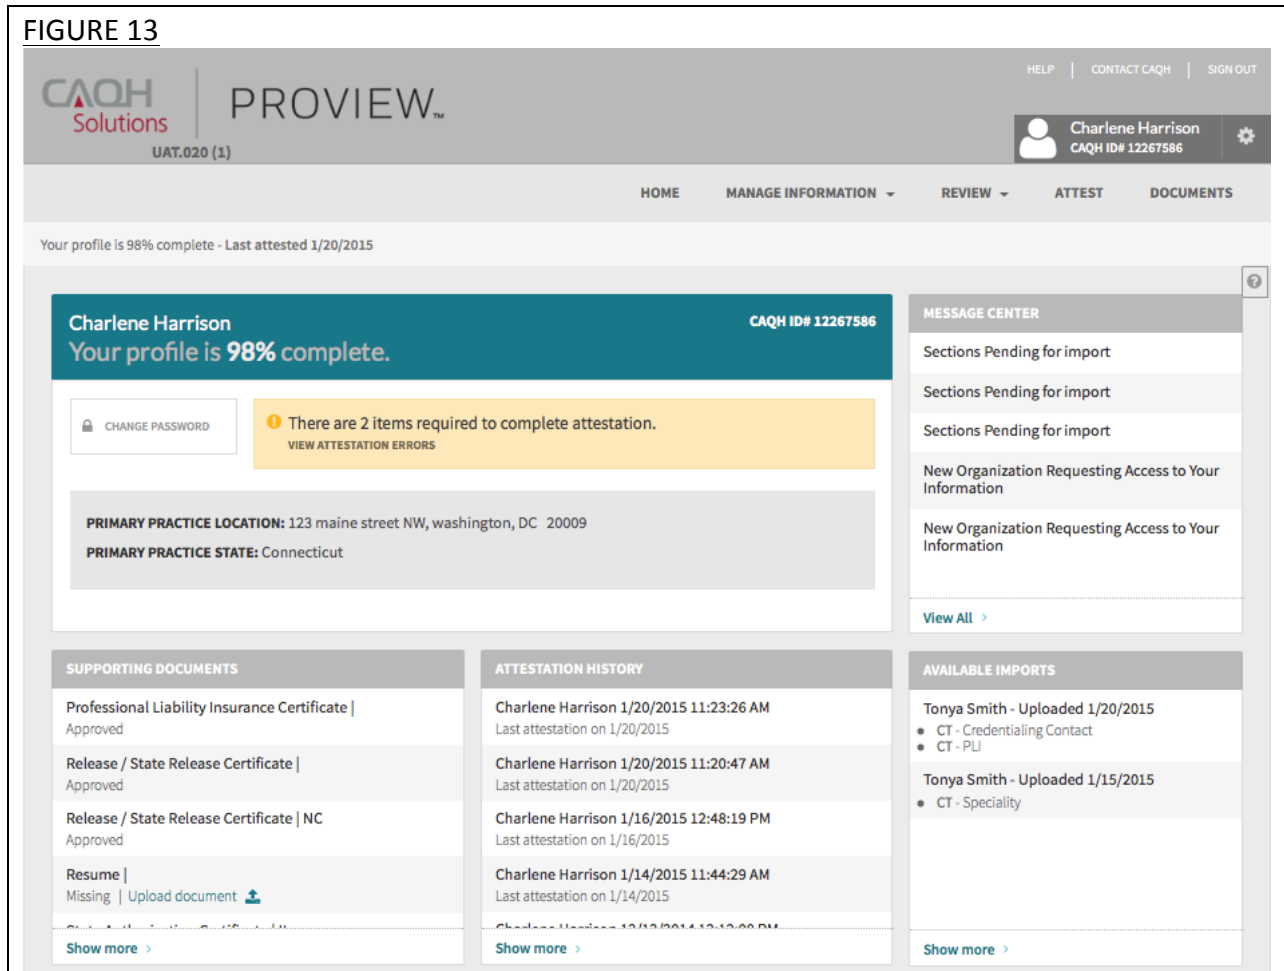 FIGURE 13
CAQH
Solutions
PROVIEW™
UAT.020 (1)
HELP | CONTACT CAQH | SIGN OUT
Charlene Harrison
CAQH ID# 12267586
HOME MANAGE INFORMATION REVIEW ATTEST DOCUMENTS
Your profile is 98% complete - Last attested 1/20/2015
Charlene Harrison
CAQH ID# 12267586
Your profile is 98% complete.
CHANGE PASSWORD
There are 2 items required to complete attestation.
VIEW ATTESTATION ERRORS
PRIMARY PRACTICE LOCATION: 123 maine street NW, washington, DC 20009
PRIMARY PRACTICE STATE: Connecticut
MESSAGE CENTER
Sections Pending for import
Sections Pending for import
Sections Pending for import
New Organization Requesting Access to Your
Information
New Organization Requesting Access to Your
Information
View All >
SUPPORTING DOCUMENTS
Professional Liability Insurance Certificate |
Approved
Release / State Release Certificate |
Approved
Release / State Release Certificate | NC
Approved
Resume |
Missing | Upload document
Show more >
ATTESTATION HISTORY
Charlene Harrison 1/20/2015 11:23:26 AM
Last attestation on 1/20/2015
Charlene Harrison 1/20/2015 11:20:47 AM
Last attestation on 1/20/2015
Charlene Harrison 1/16/2015 12:48:19 PM
Last attestation on 1/16/2015
Charlene Harrison 1/14/2015 11:44:29 AM
Last attestation on 1/14/2015
Charlene Harrison
Show more >
AVAILABLE IMPORTS
Tonya Smith - Uploaded 1/20/2015
• CT - Credentialing Contact
• CT - PLI
Tonya Smith - Uploaded 1/15/2015
• CT - Speciality
Show more >